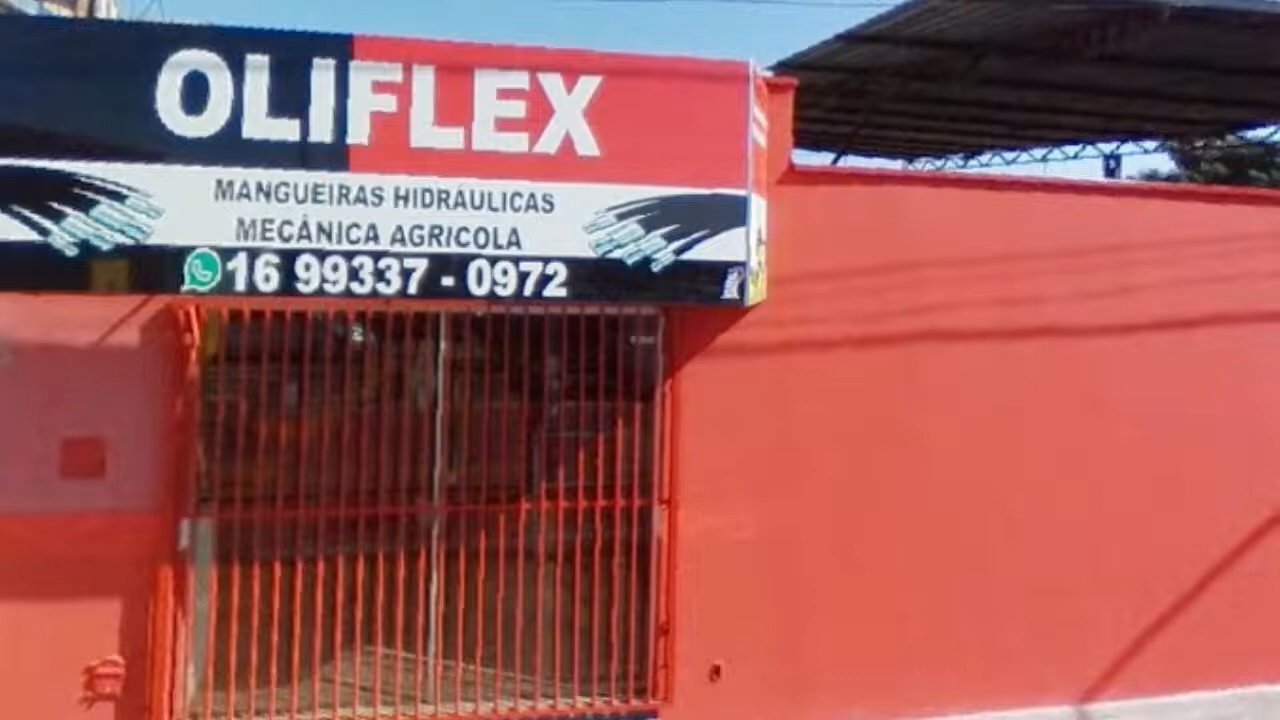 OLIFLEX
MANGUEIRAS HIDRÁULICAS
MECÂNICA AGRICOLA
16 99337 - 0972